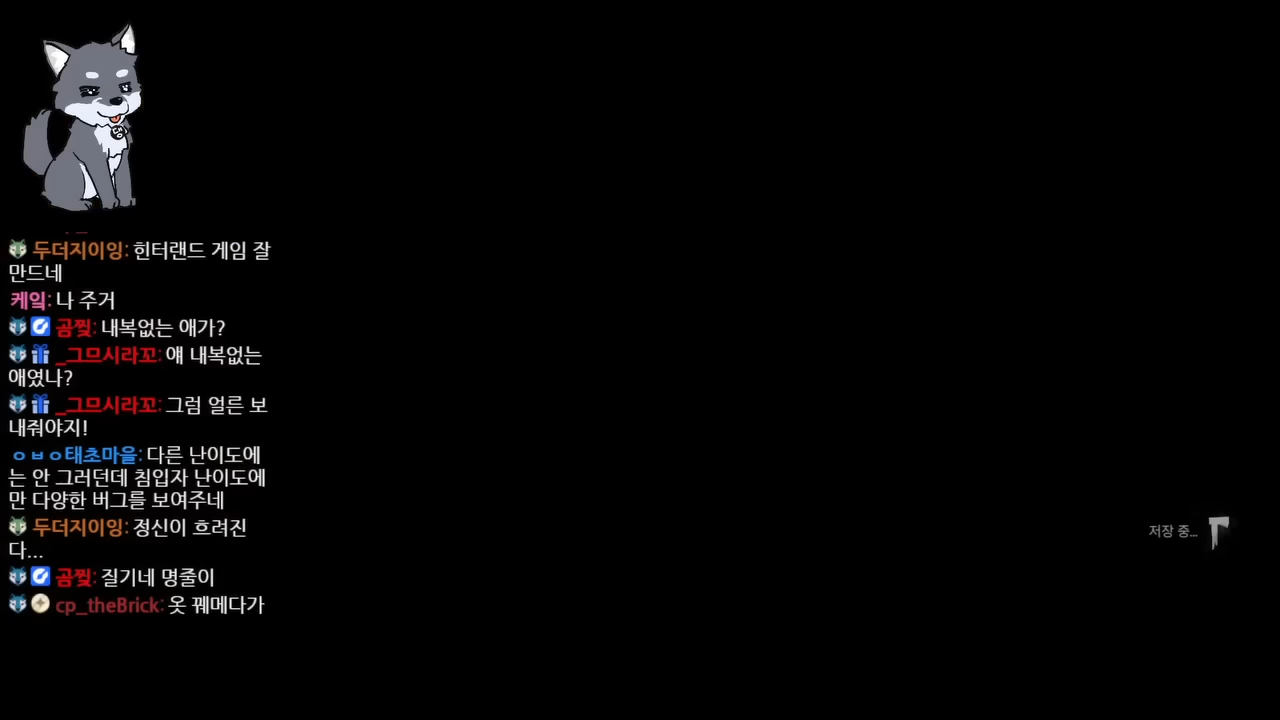 두더지이잉: 힌터랜드 게임 잘
만드네
케잌: 나 주거
곰찢: 내복없는 애가?
_그므시라꼬: 얘 내복없는
애였나?
_그므시라꼬: 그럼 얼른 보
내줘야지!
ㅇㅂㅇ태초마을: 다른 난이도에
는 안 그러던데 침입자 난이도에
만 다양한 버그를 보여주네
두더지이잉: 정신이 흐려진
다...
저장 중...
곰찢: 질기네 명줄이
cp_theBrick: 옷 꿰메다가